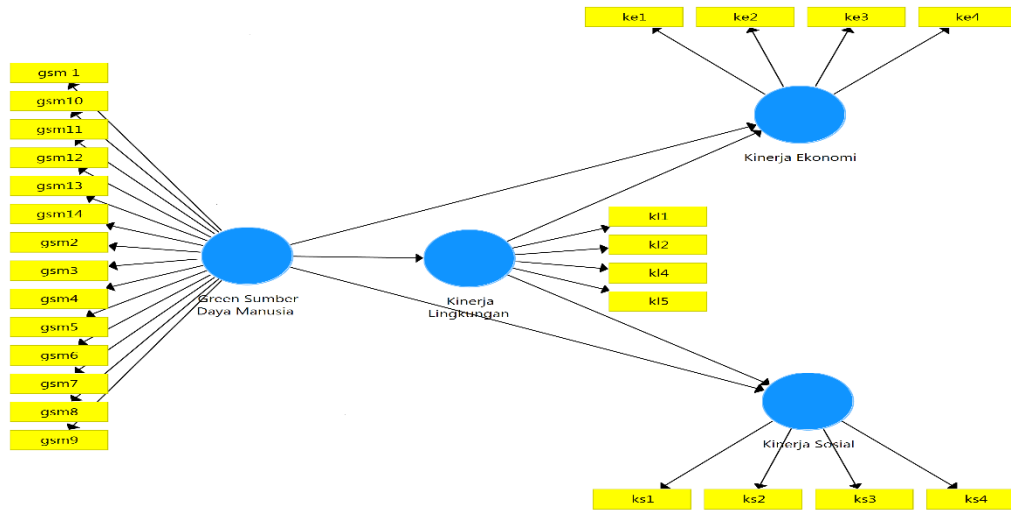 ke1
ke2
ke3
ke4
gsm 1
gsm10
gsm11
gsm12
gsm13
gsm14
gsm2
gsm3
gsm4
gsm5
gsm6
gsm7
gsm8
gsm9
Green Sumber
Daya Manusia
Kinerja
Lingkungan
kl1
kl2
kl4
kl5
Kinerja Ekonomi
Kinerja Sosial
ks1
ks2
ks3
ks4